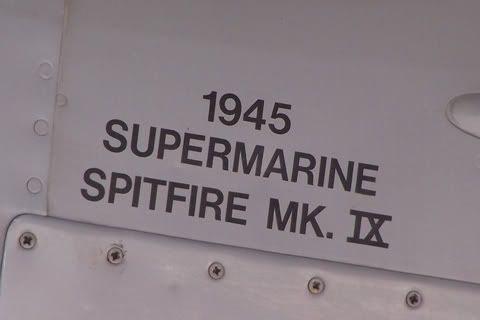 1945
SUPERMARINE
SPITFIRE MK. IX